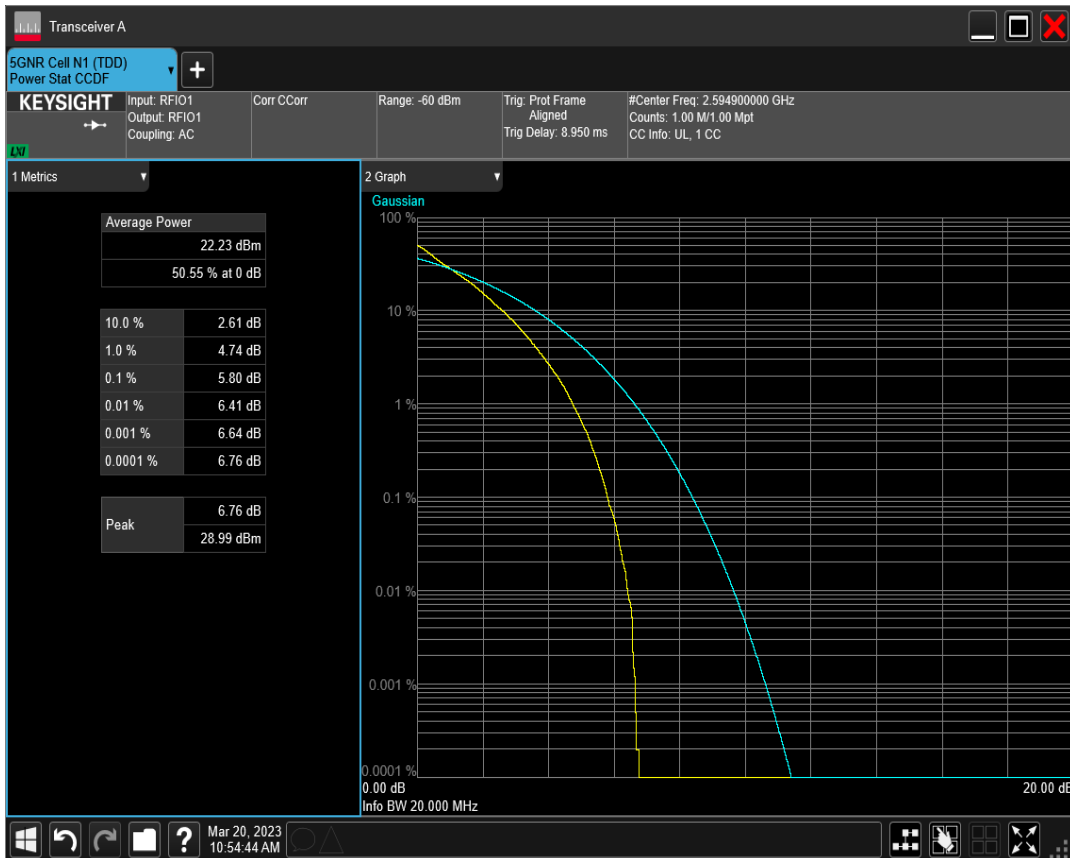 Transceiver A
5GNR Cell N1 (TDD)
Power Stat CCDF
+
KEYSIGHT
LXI
Input: RFIO1
Output: RFIO1
Coupling: AC
Corr CCorr
Range: -60 dBm
Trig: Prot Frame
Aligned
Trig Delay: 8.950 ms
#Center Freq: 2.594900000 GHz
Counts: 1.00 M/1.00 Mpt
CC Info: UL, 1 CC
1 Metrics
Average Power
22.23 dBm
50.55 % at 0 dB
10.0 % 2.61 dB
1.0 % 4.74 dB
0.1 % 5.80 dB
0.01 % 6.41 dB
0.001 % 6.64 dB
0.0001 % 6.76 dB
Peak 6.76 dB
28.99 dBm
2 Graph
Gaussian
100 %
10 %
1 %
0.1 %
0.01 %
0.001 %
0.0001 %
0.00 dB 20.00 dB
Info BW 20.000 MHz
?
Mar 20, 2023
10:54:44 AM